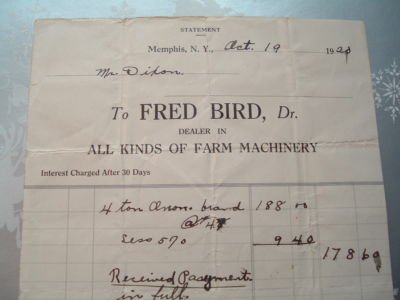 STATEMENT
Memphis, N. Y., Oct. 19 1920
Mr. Dixon.
To FRED BIRD, Dr.
DEALER IN
ALL KINDS OF FARM MACHINERY
Interest Charged After 30 Days
4 ton brand 188 00
@ 47
Less 5% 9 40
178 60
Received Payment
in full